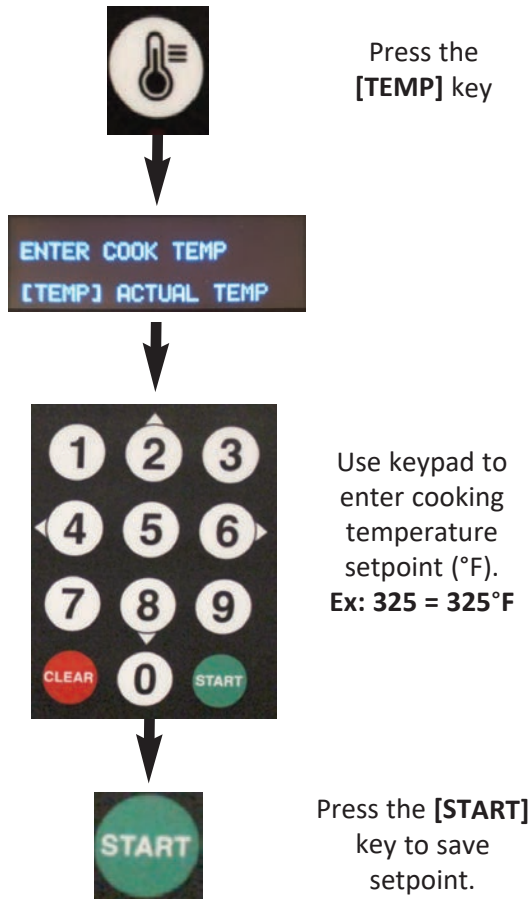 Press the
[TEMP] key
ENTER COOK TEMP
[TEMP] ACTUAL TEMP
1 2 3
4 5 6
7 8 9
CLEAR 0 START
Use keypad to
enter cooking
temperature
setpoint (°F).
Ex: 325 = 325°F
START
Press the [START]
key to save
setpoint.